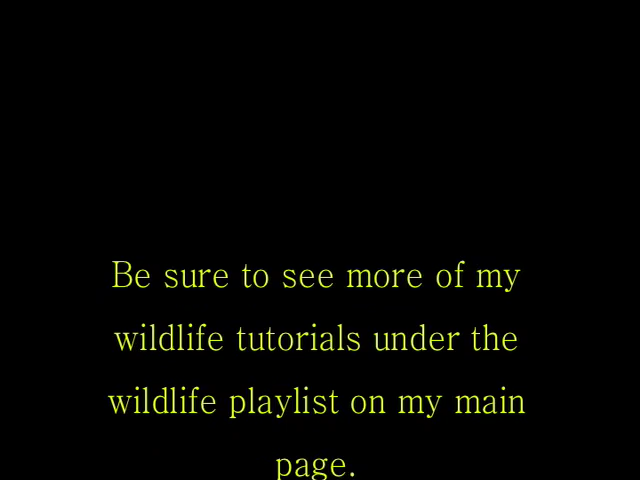 Be sure to see more of my
wildlife tutorials under the
wildlife playlist on my main
page.